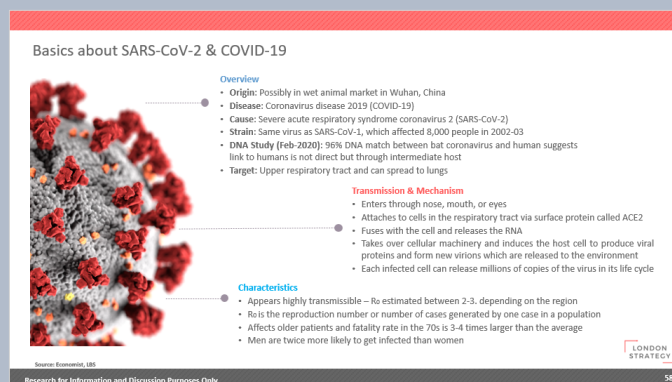 Basics about SARS-CoV-2 & COVID-19
Overview
• Origin: Possibly in wet animal market in Wuhan, China
• Disease: Coronavirus disease 2019 (COVID-19)
• Cause: Severe acute respiratory syndrome coronavirus 2 (SARS-CoV-2)
• Strain: Same virus as SARS-CoV-1, which affected 8,000 people in 2002-03
• DNA Study (Feb-2020): 96% DNA match between bat coronavirus and human suggests
link to humans is not direct but through intermediate host
• Target: Upper respiratory tract and can spread to lungs
Transmission & Mechanism
• Enters through nose, mouth, or eyes
• Attaches to cells in the respiratory tract via surface protein called ACE2
• Fuses with the cell and releases the RNA
• Takes over cellular machinery and induces the host cell to produce viral
proteins and form new virions which are released to the environment
• Each infected cell can release millions of copies of the virus in its life cycle
Characteristics
• Appears highly transmissible – R0 estimated between 2-3. depending on the region
• R0 is the reproduction number or number of cases generated by one case in a population
• Affects older patients and fatality rate in the 70s is 3-4 times larger than the average
• Men are twice more likely to get infected than women
LONDON
STRATEGY
Source: Economist, LBS
Research for Information and Discussion Purposes Only